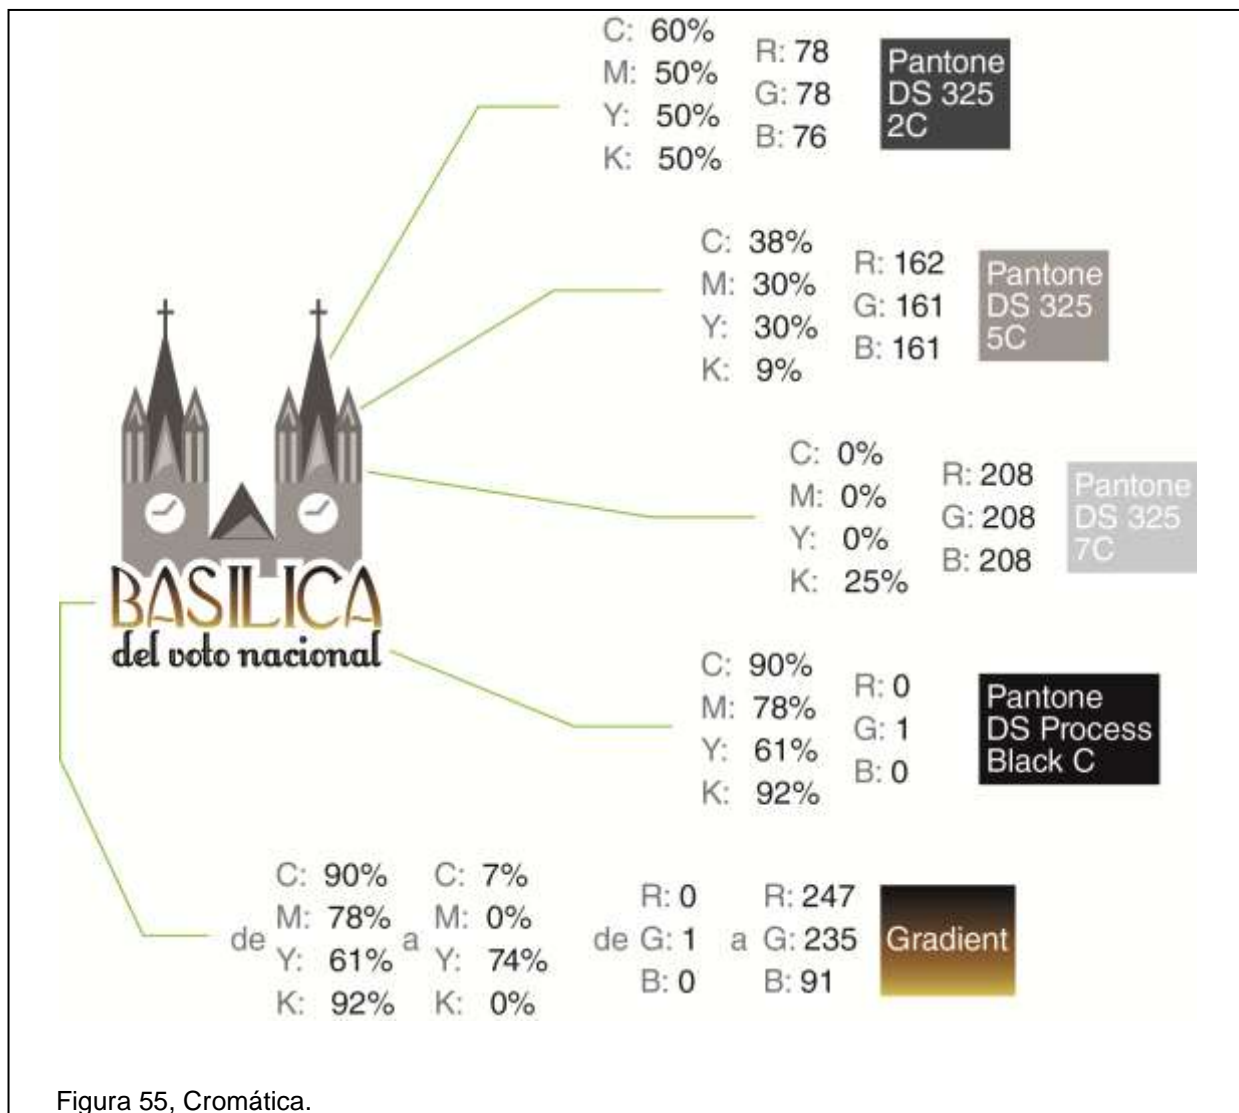 C: 60%
M: 50%
Y: 50%
K: 50%
R: 78
G: 78
B: 76
Pantone
DS 325
2C
C: 38%
M: 30%
Y: 30%
K: 9%
R: 162
G: 161
B: 161
Pantone
DS 325
5C
C: 0%
M: 0%
Y: 0%
K: 25%
R: 208
G: 208
B: 208
Pantone
DS 325
7C
BASILICA
del voto nacional
C: 90%
M: 78%
Y: 61%
K: 92%
R: 0
G: 1
B: 0
Pantone
DS Process
Black C
de
C: 90%
M: 78%
Y: 61%
K: 92%
a
C: 7%
M: 0%
Y: 74%
K: 0%
de
R: 0
G: 1
B: 0
a
R: 247
G: 235
B: 91
Gradient
Figura 55, Cromática.